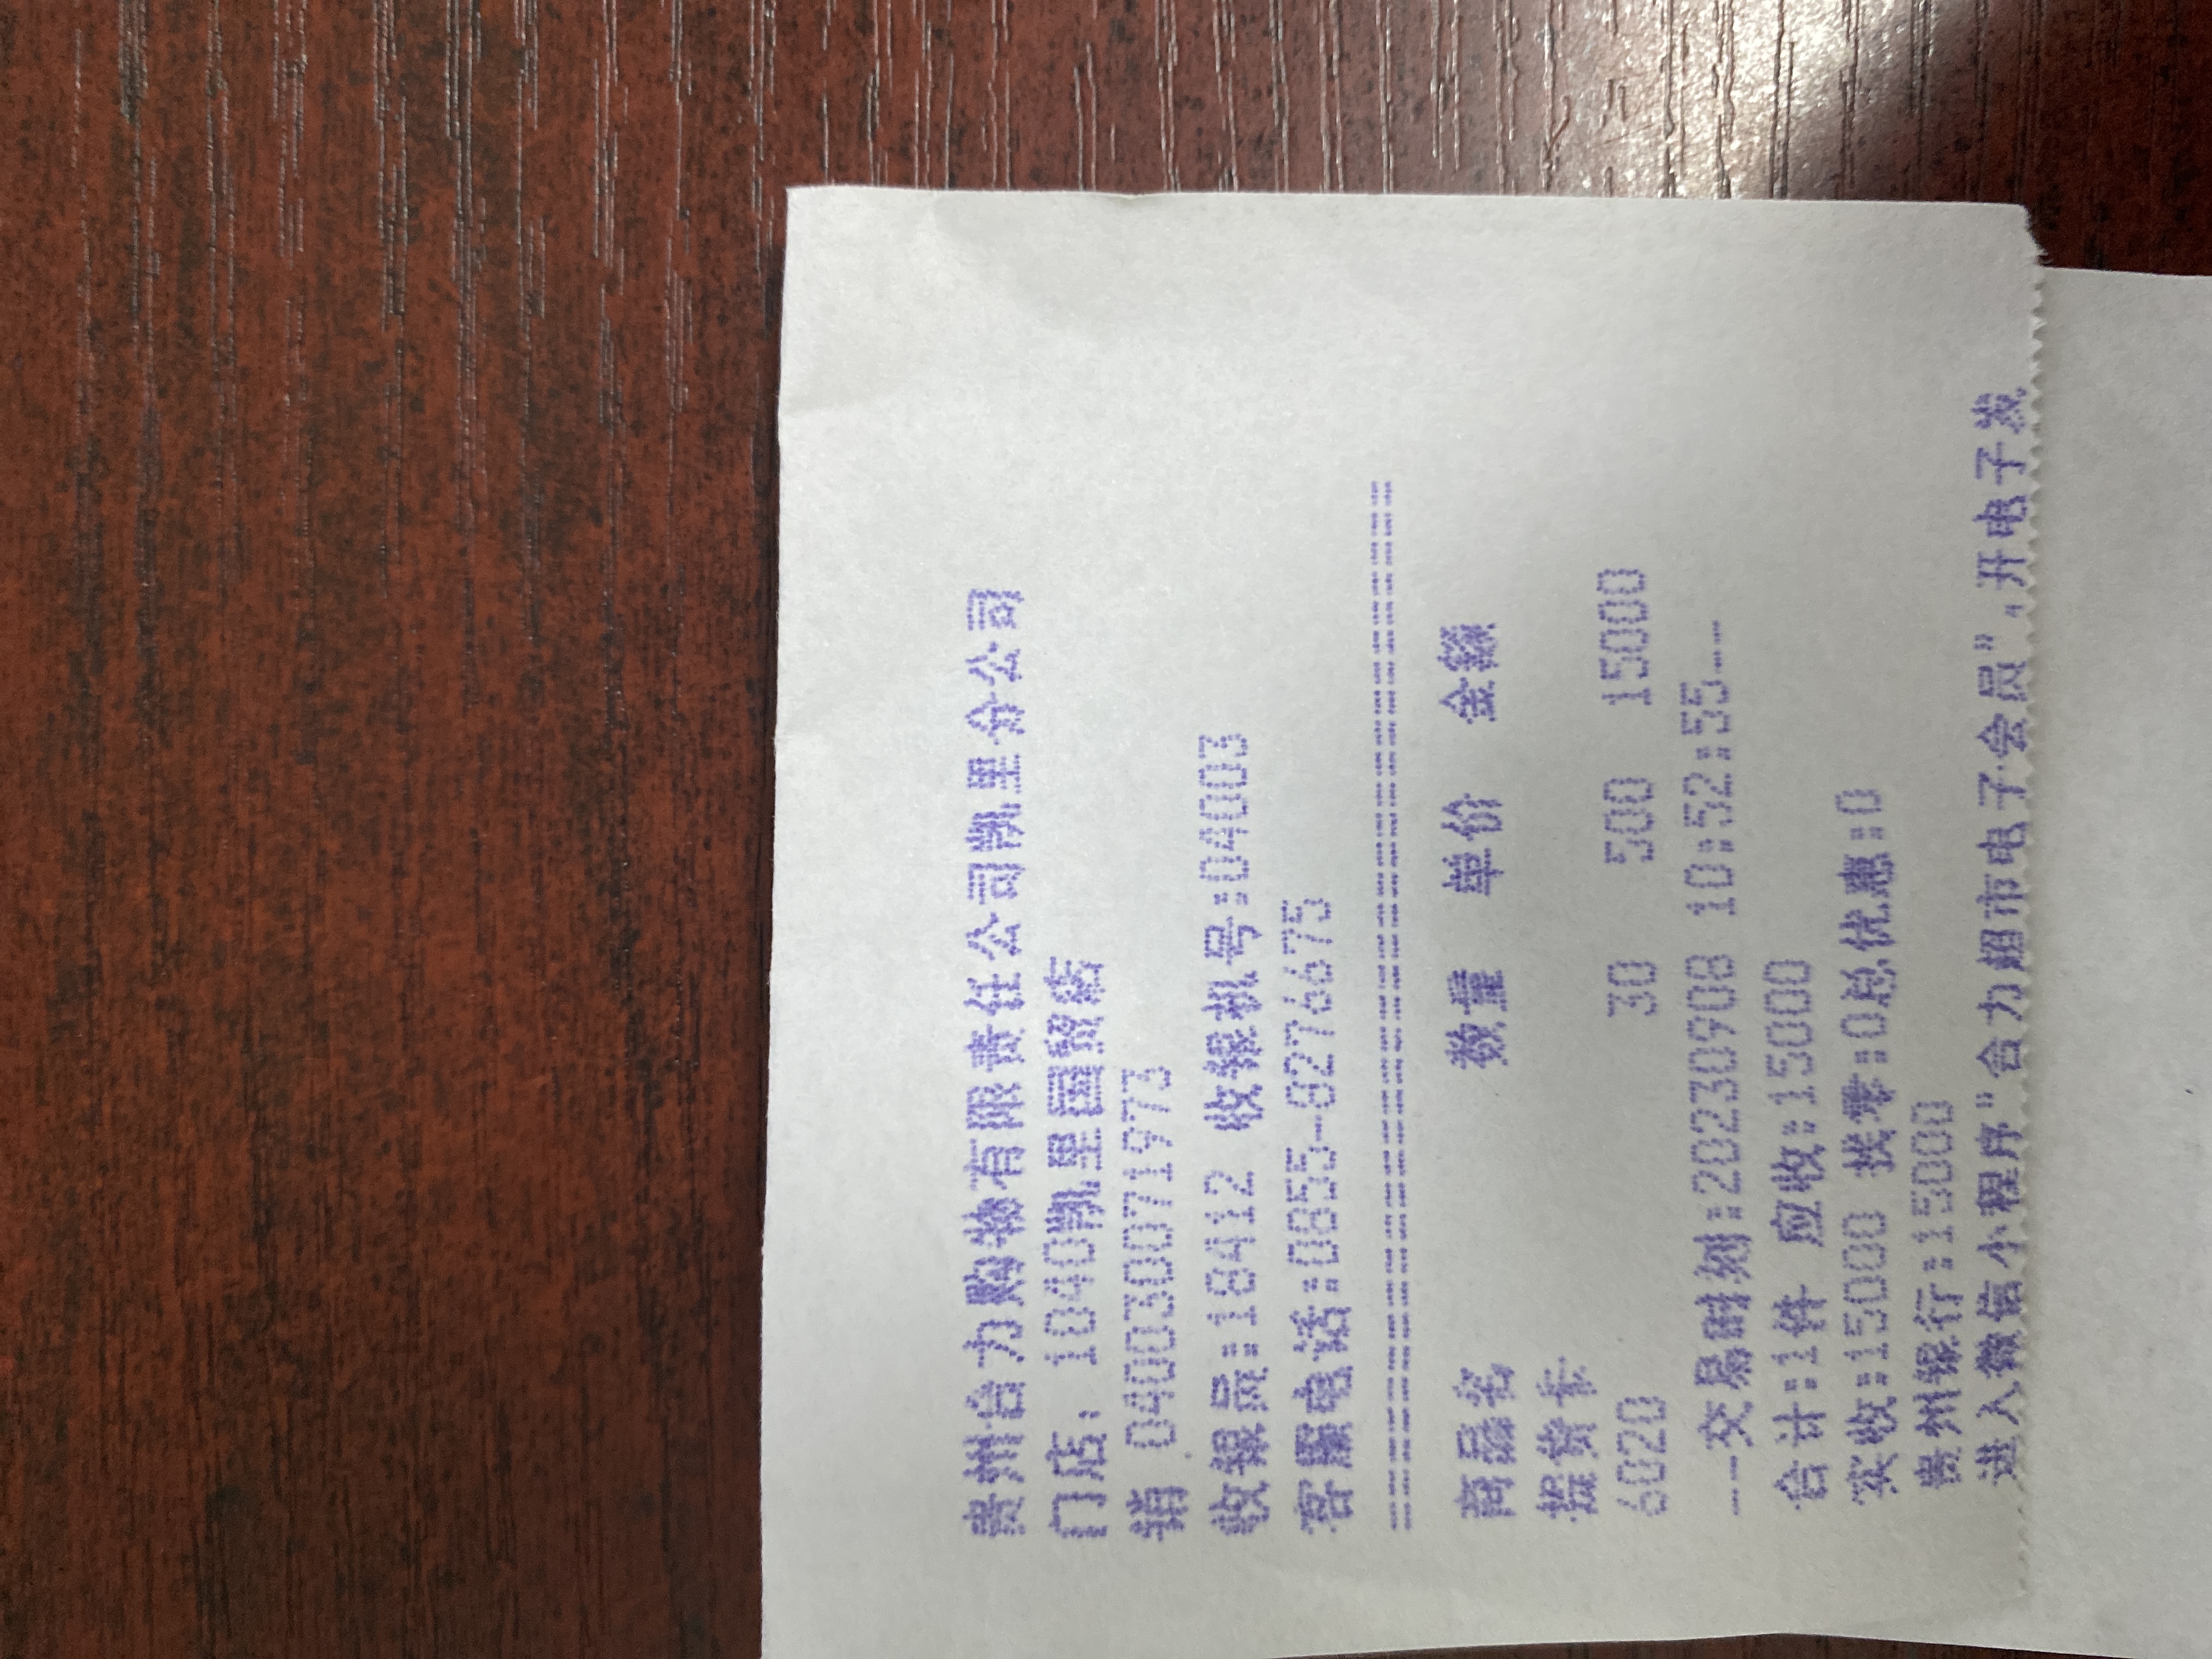 贵州合力购物有限责任公司凯里分公司
门店: 1040凯里国贸店
销 040030071973
收银员:18412 收银机号:04003
客服电话:0855-8276675
================================
商品名 数量 单价 金额
提货卡
6020 30 500 15000
--交易时刻:20230908 10:52:55--
合计:1件 应收:15000
实收:15000 找零:0总优惠:0
贵州银行:15000
进入微信小程序"合力超市电子会员",开电子发